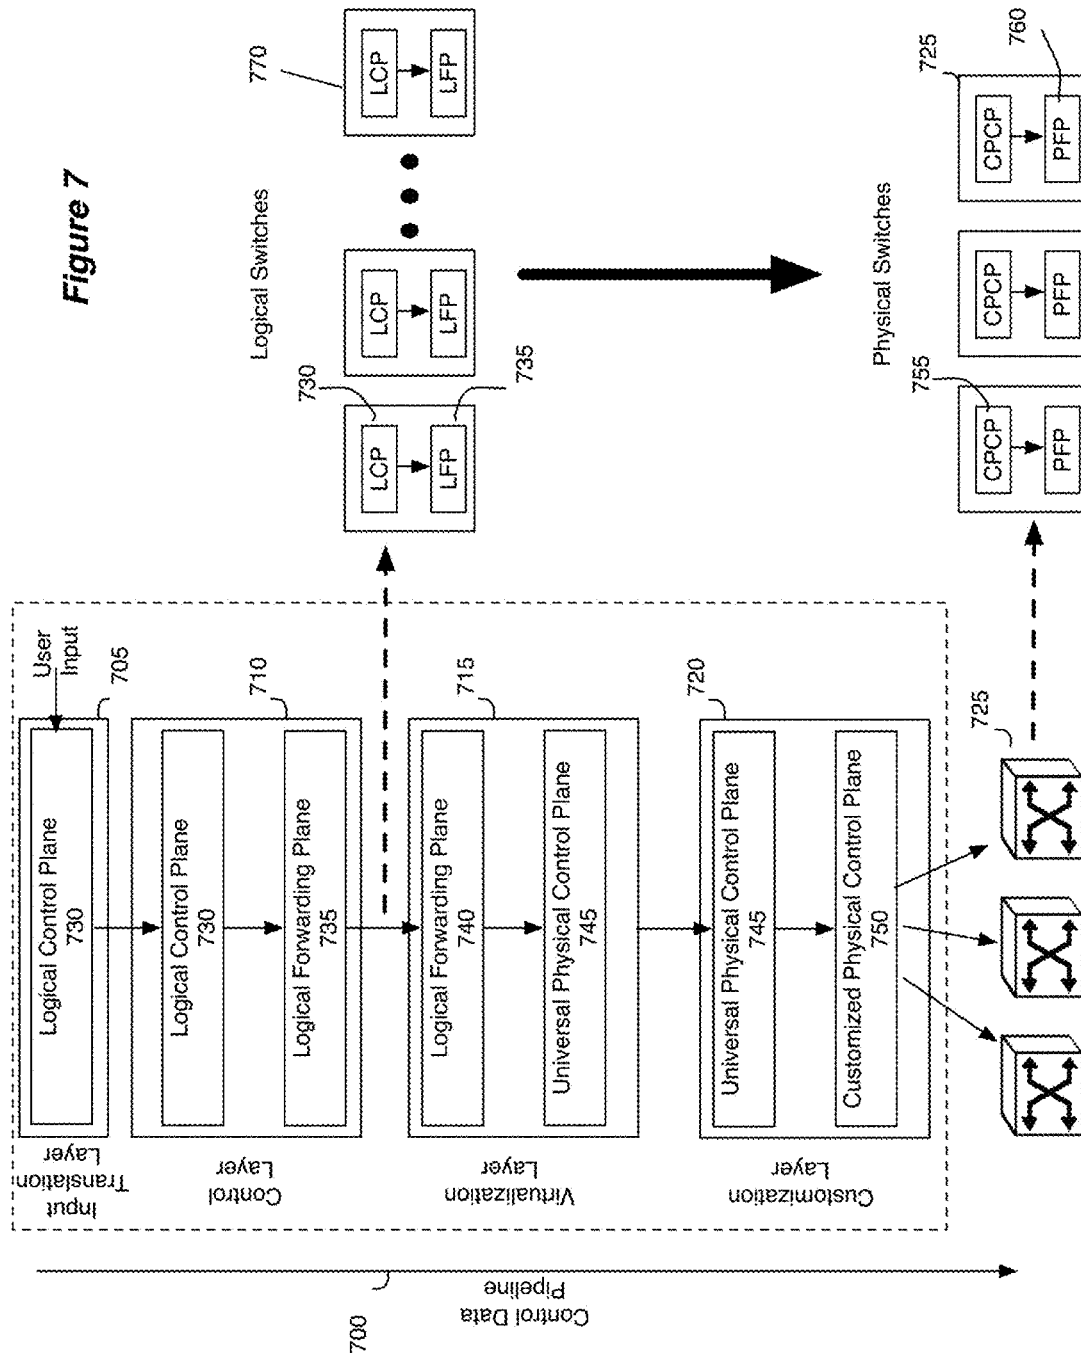 Figure 7
700
Control Data
Pipeline
Input
Translation
Layer
Logical Control Plane
730
User
Input
705
Control
Layer
Logical Control Plane
730
Logical Forwarding Plane
735
710
Virtualization
Layer
Logical Forwarding Plane
740
Universal Physical Control Plane
745
715
Customization
Layer
Universal Physical Control Plane
745
Customized Physical Control Plane
750
720
725
Logical Switches
730
LCP
LFP
735
LCP
LFP
770
LCP
LFP
Physical Switches
755
CPCP
PFP
CPCP
PFP
725
CPCP
PFP
760